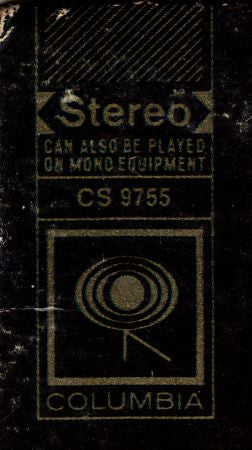 Stereo
CAN ALSO BE PLAYED
ON MONO EQUIPMENT
CS 9755
COLUMBIA